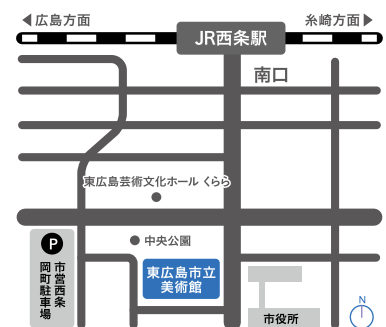 ◀広島方面
糸崎方面▶
JR西条駅
南口
東広島芸術文化ホール くらら
中央公園
P
市営西条
岡町駐車場
東広島市立
美術館
市役所
N